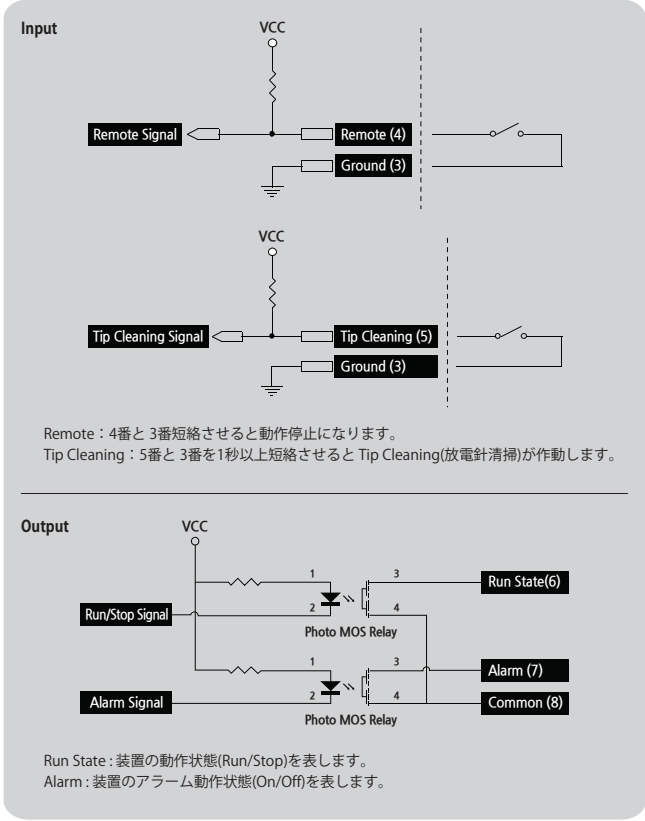 Input
VCC
Remote Signal
Remote (4)
Ground (3)
VCC
Tip Cleaning Signal
Tip Cleaning (5)
Ground (3)
Remote：4番と 3番短絡させると動作停止になります。
Tip Cleaning：5番と 3番を1秒以上短絡させると Tip Cleaning(放電針清掃)が作動します。
Output
VCC
1
3
Run State(6)
Run/Stop Signal
2
4
Photo MOS Relay
1
3
Alarm (7)
Alarm Signal
2
4
Common (8)
Photo MOS Relay
Run State : 装置の動作状態(Run/Stop)を表します。
Alarm : 装置のアラーム動作状態(On/Off)を表します。